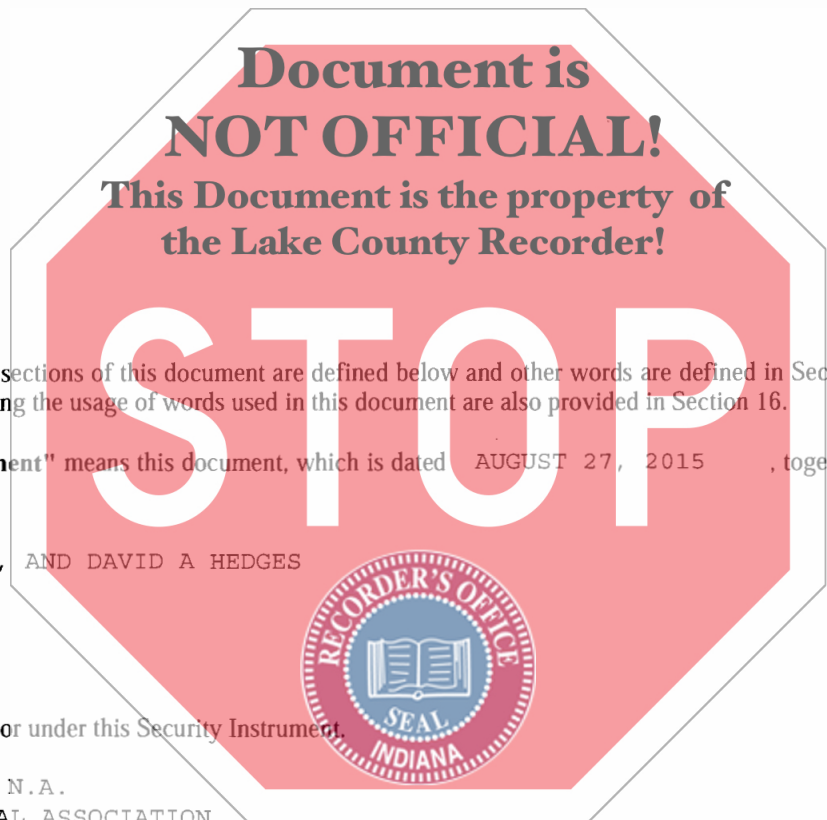 Document is
NOT OFFICIAL!
This Document is the property of
the Lake County Recorder!
STOP
sections of this document are defined below and other words are defined in Sec
ng the usage of words used in this document are also provided in Section 16.
ent" means this document, which is dated AUGUST 27, 2015 , toge
, AND DAVID A HEDGES
RECORDER'S OFFICE
SEAL
INDIANA
or under this Security Instrument.
N.A.
AL ASSOCIATION